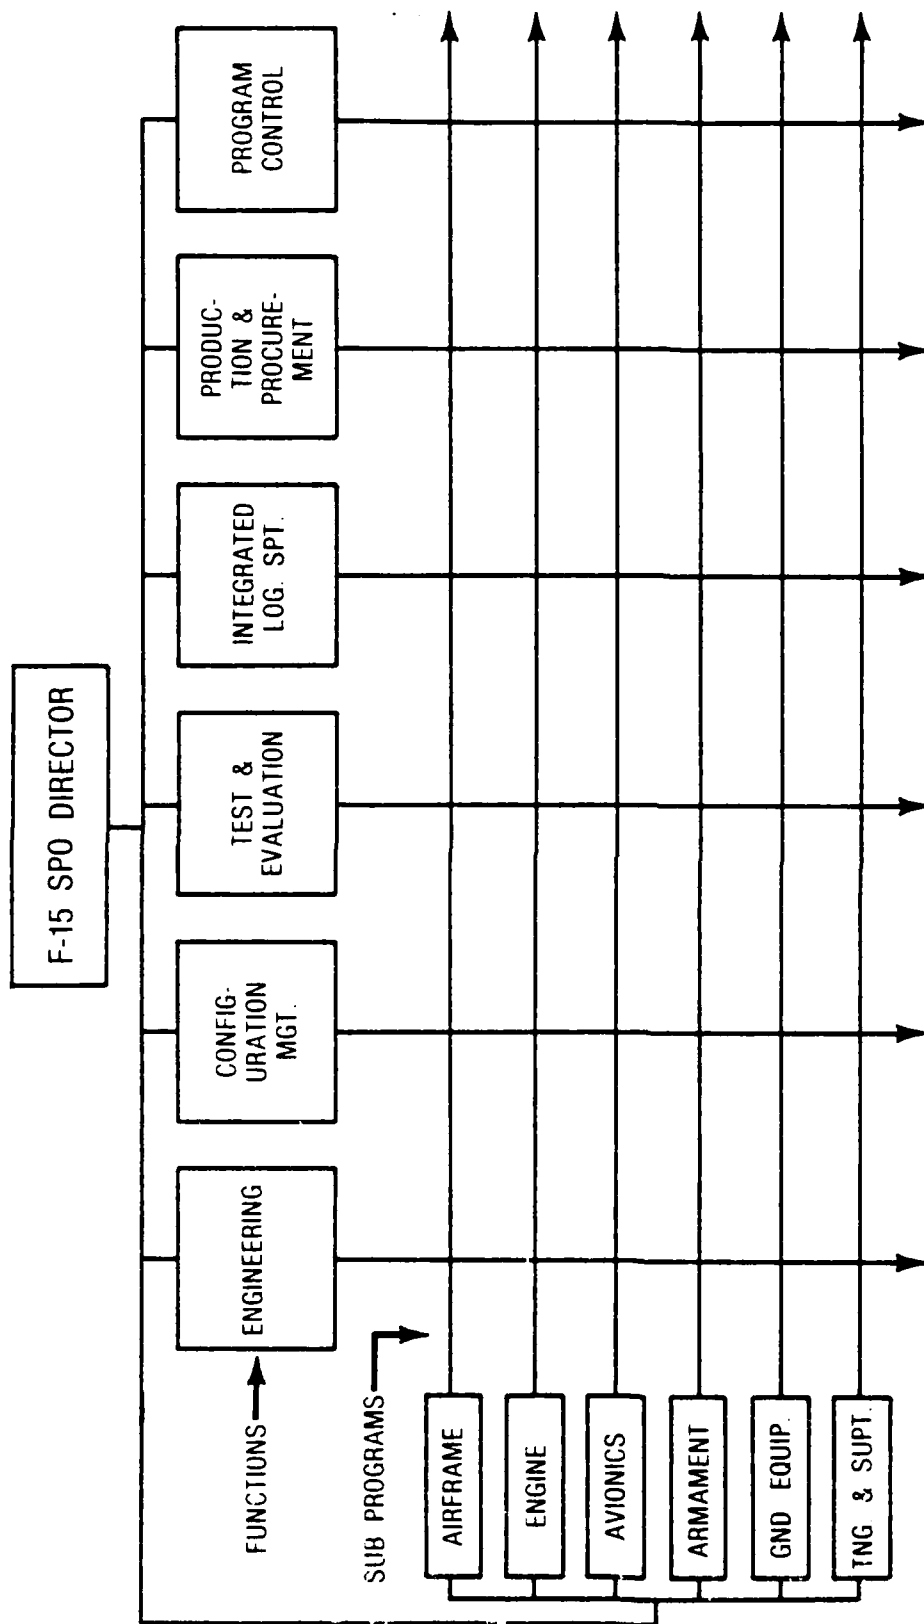 F-15 SPO DIRECTOR
FUNCTIONS
ENGINEERING
CONFIG-
URATION
MGT.
TEST &
EVALUATION
INTEGRATED
LOG. SPT.
PRODUC-
TION &
PROCURE-
MENT
PROGRAM
CONTROL
SUB PROGRAMS
AIRFRAME
ENGINE
AVIONICS
ARMAMENT
GND EQUIP.
TNG & SUPT.